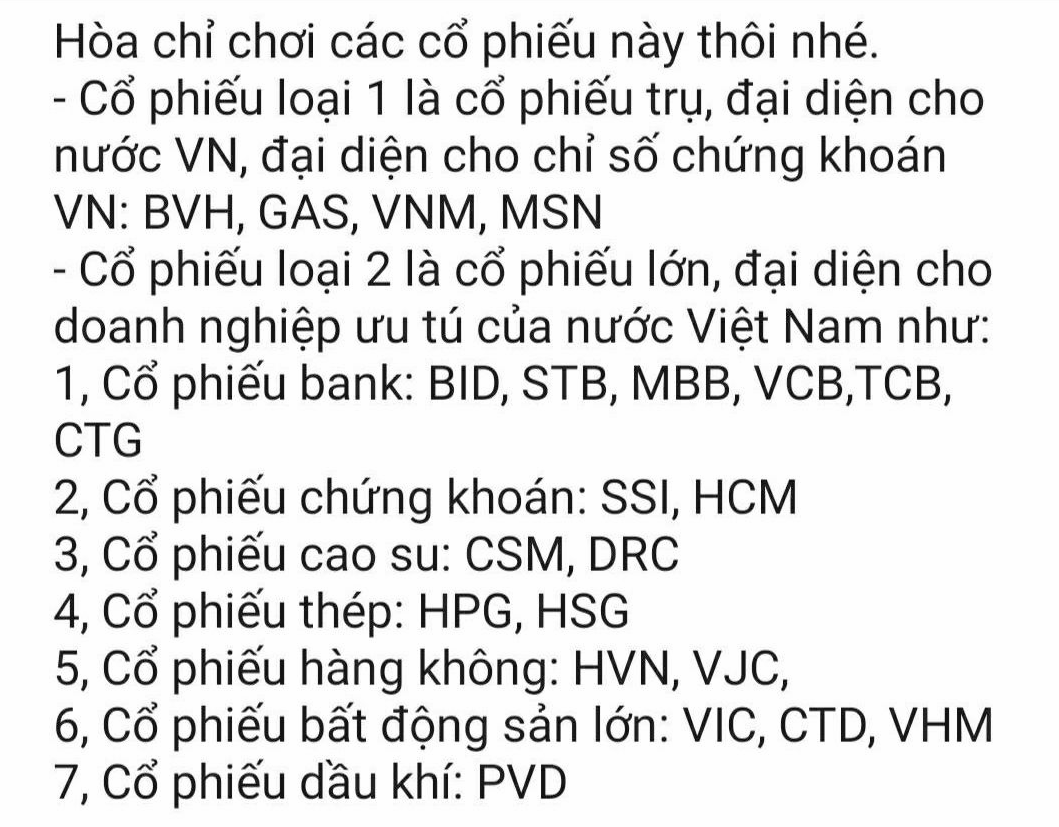 Hòa chỉ chơi các cổ phiếu này thôi nhé.
- Cổ phiếu loại 1 là cổ phiếu trụ, đại diện cho
nước VN, đại diện cho chỉ số chứng khoán
VN: BVH, GAS, VNM, MSN
- Cổ phiếu loại 2 là cổ phiếu lớn, đại diện cho
doanh nghiệp ưu tú của nước Việt Nam như:
1, Cổ phiếu bank: BID, STB, MBB, VCB,TCB,
CTG
2, Cổ phiếu chứng khoán: SSI, HCM
3, Cổ phiếu cao su: CSM, DRC
4, Cổ phiếu thép: HPG, HSG
5, Cổ phiếu hàng không: HVN, VJC,
6, Cổ phiếu bất động sản lớn: VIC, CTD, VHM
7, Cổ phiếu dầu khí: PVD